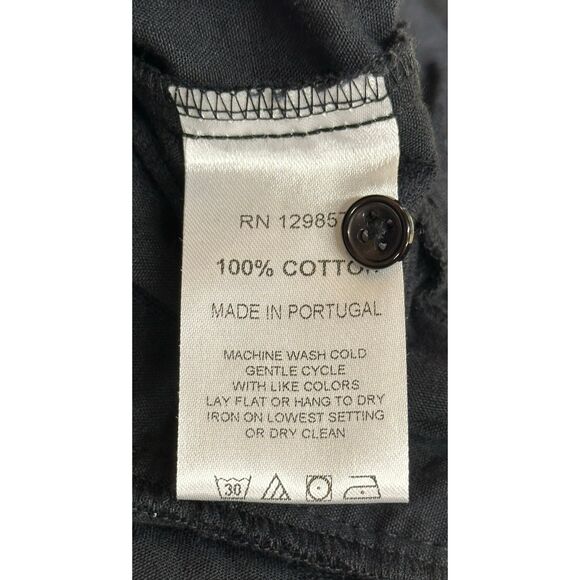 RN 12985
100% COTTON
MADE IN PORTUGAL
MACHINE WASH COLD
GENTLE CYCLE
WITH LIKE COLORS
LAY FLAT OR HANG TO DRY
IRON ON LOWEST SETTING
OR DRY CLEAN
30